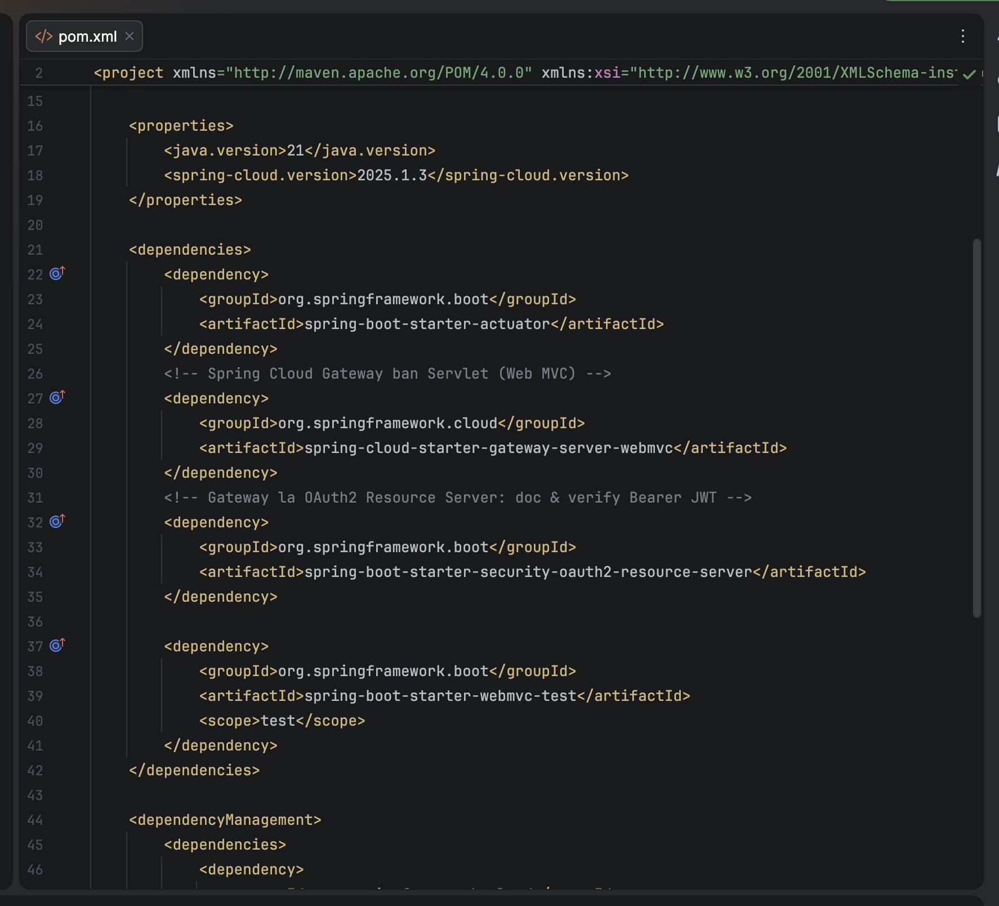 pom.xml
2 <project xmlns="http://maven.apache.org/POM/4.0.0" xmlns:xsi="http://www.w3.org/2001/XMLSchema-inst
15
16 <properties>
17 <java.version>21</java.version>
18 <spring-cloud.version>2025.1.3</spring-cloud.version>
19 </properties>
20
21 <dependencies>
22 <dependency>
23 <groupId>org.springframework.boot</groupId>
24 <artifactId>spring-boot-starter-actuator</artifactId>
25 </dependency>
26 <!-- Spring Cloud Gateway ban Servlet (Web MVC) -->
27 <dependency>
28 <groupId>org.springframework.cloud</groupId>
29 <artifactId>spring-cloud-starter-gateway-server-webmvc</artifactId>
30 </dependency>
31 <!-- Gateway la OAuth2 Resource Server: doc & verify Bearer JWT -->
32 <dependency>
33 <groupId>org.springframework.boot</groupId>
34 <artifactId>spring-boot-starter-security-oauth2-resource-server</artifactId>
35 </dependency>
36
37 <dependency>
38 <groupId>org.springframework.boot</groupId>
39 <artifactId>spring-boot-starter-webmvc-test</artifactId>
40 <scope>test</scope>
41 </dependency>
42 </dependencies>
43
44 <dependencyManagement>
45 <dependencies>
46 <dependency>